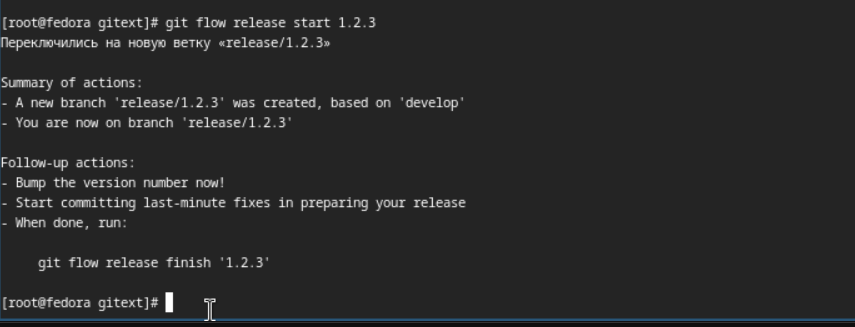 [root@fedora gitext]# git flow release start 1.2.3
Переключились на новую ветку «release/1.2.3»
Summary of actions:
- A new branch 'release/1.2.3' was created, based on 'develop'
- You are now on branch 'release/1.2.3'
Follow-up actions:
- Bump the version number now!
- Start committing last-minute fixes in preparing your release
- When done, run:
git flow release finish '1.2.3'
[root@fedora gitext]#